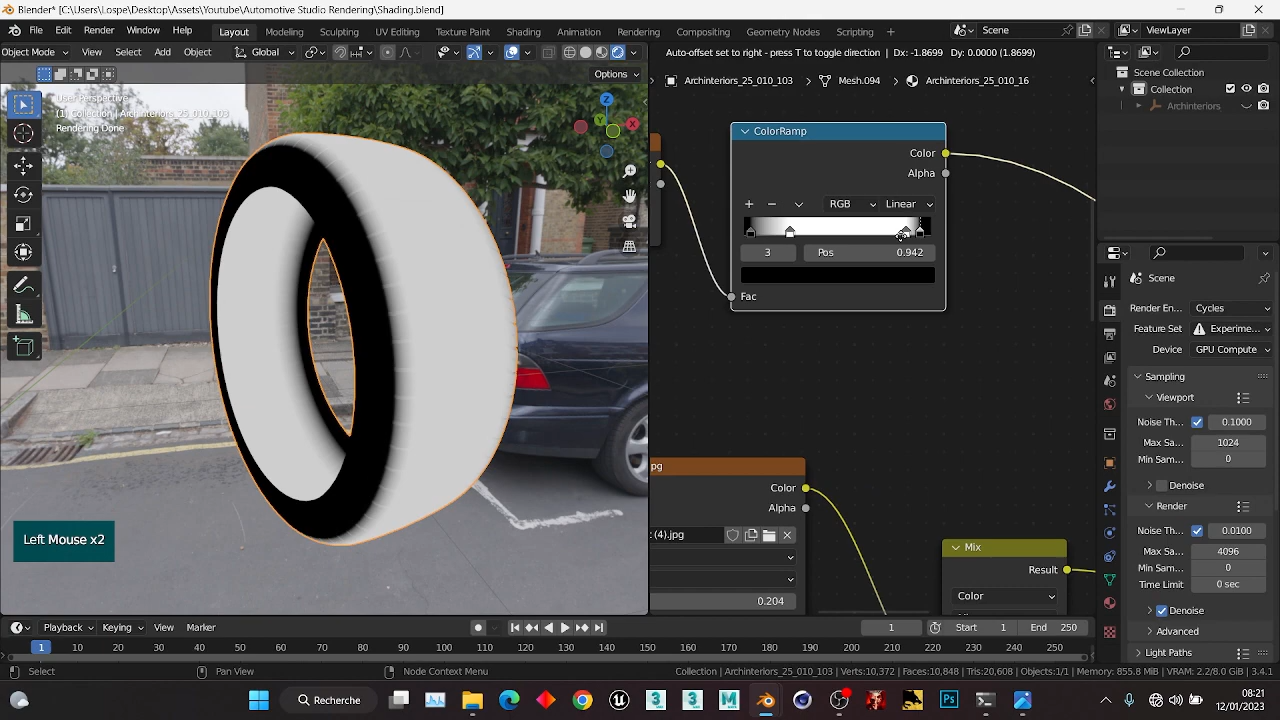 Blender* [C:\Users\Lospe\Desktop\Assets\Youtube\Automotive Studio Rendering\Shading.blend]
File Edit Render Window Help Layout Modeling Sculpting UV Editing Texture Paint Shading Animation Rendering Compositing Geometry Nodes Scripting + Scene ViewLayer
Object Mode View Select Add Object Global Auto-offset set to right - press T to toggle direction | Dx: -1.8699 Dy: 0.0000 (1.8699)
Options
Archinteriors_25_010_103 > Mesh.094 > Archinteriors_25_010_16
User Perspective
(1) Collection | Archinteriors_25_010_103
Rendering Done
Z
Y
X
ColorRamp
Color
Alpha
RGB Linear
3 Pos 0.942
Fac
pg
Color
Alpha
: (4).jpg
0.204
Mix
Result
Color
Left Mouse x2
Scene Collection
Collection
Archinteriors
Scene
Render En... Cycles
Feature Set Experime...
Device GPU Compute
Sampling
Viewport
Noise Th... 0.1000
Max Sa... 1024
Min Sam... 0
Denoise
Render
Noise Th... 0.0100
Max Sa... 4096
Min Sam... 0
Time Limit 0 sec
Denoise
Advanced
Light Paths
Playback Keying View Marker 1 Start 1 End 250
1 10 20 30 40 50 60 70 80 90 100 110 120 130 140 150 160 170 180 190 200 210 220 230 240 250
Select Pan View Node Context Menu Collection | Archinteriors_25_010_103 | Verts:10,372 | Faces:10,848 | Tris:20,608 | Objects:1/1 | Memory: 855.8 MiB | VRAM: 2.2/8.0 GiB | 3.4.1
Recherche
Ps
08:21
12/01/2023